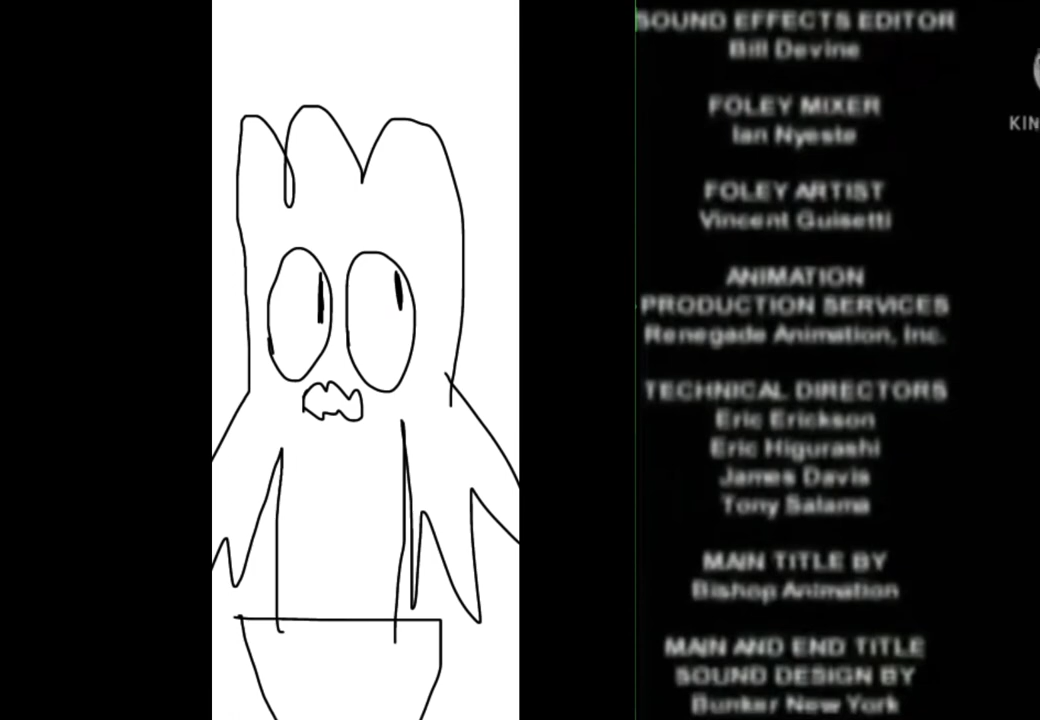 SOUND EFFECTS EDITOR
Bill Devine
FOLEY MIXER
Ian Nyeste
FOLEY ARTIST
Vincent Guisetti
ANIMATION
PRODUCTION SERVICES
Renegade Animation, Inc.
TECHNICAL DIRECTORS
Eric Erickson
Eric Higurashi
James Davis
Tony Salama
MAIN TITLE BY
Bishop Animation
MAIN AND END TITLE
SOUND DESIGN BY
Bunker New York
KIN